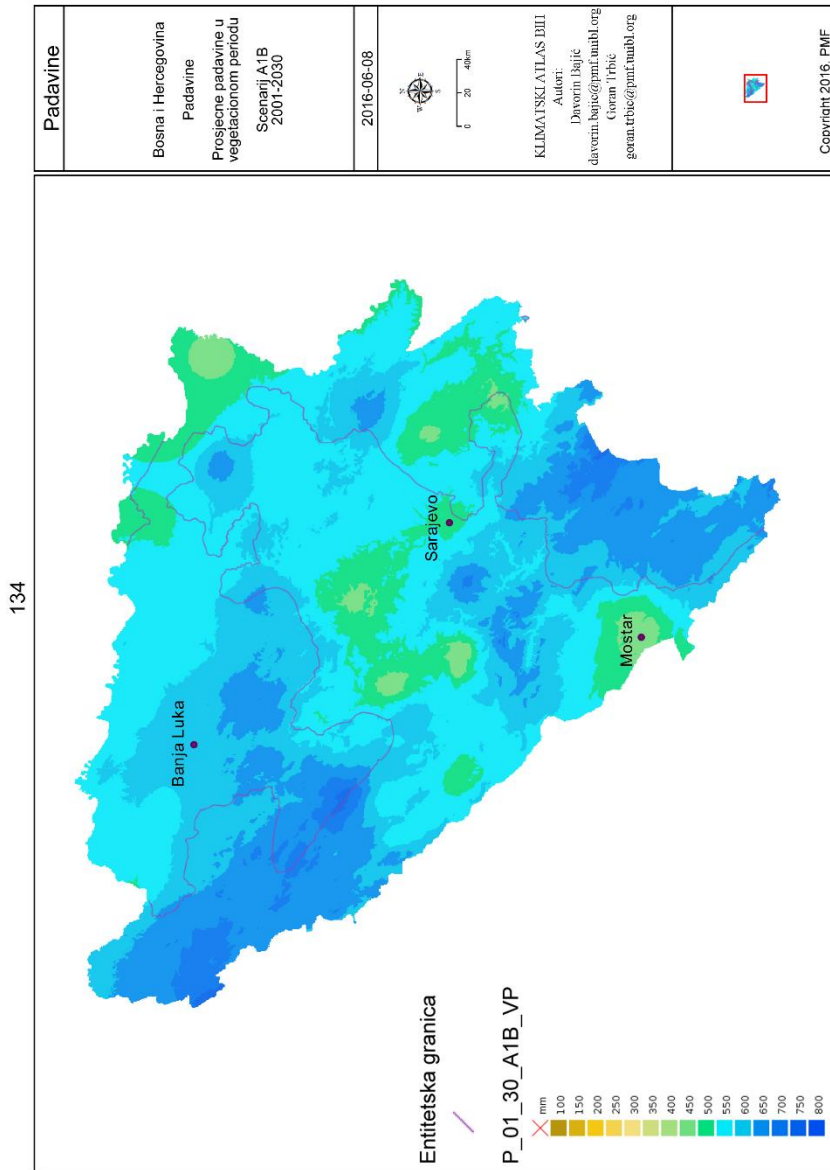 134
Padavine
Bosna i Hercegovina
Padavine
Prosjecne padavine u
vegetacionom periodu
Scenarij A1B
2001-2030
2016-06-08
N
W E
S
0 20 40km
KLIMATSKI ATLAS BIH
Autori:
Davorin Bajić
davorin.bajic@pmf.unibl.org
Goran Trbić
goran.trbic@pmf.unibl.org
Copyright 2016, PMF
Banja Luka
Sarajevo
Mostar
Entitetska granica
P_01_30_A1B_VP
mm
100
150
200
250
300
350
400
450
500
550
600
650
700
750
800